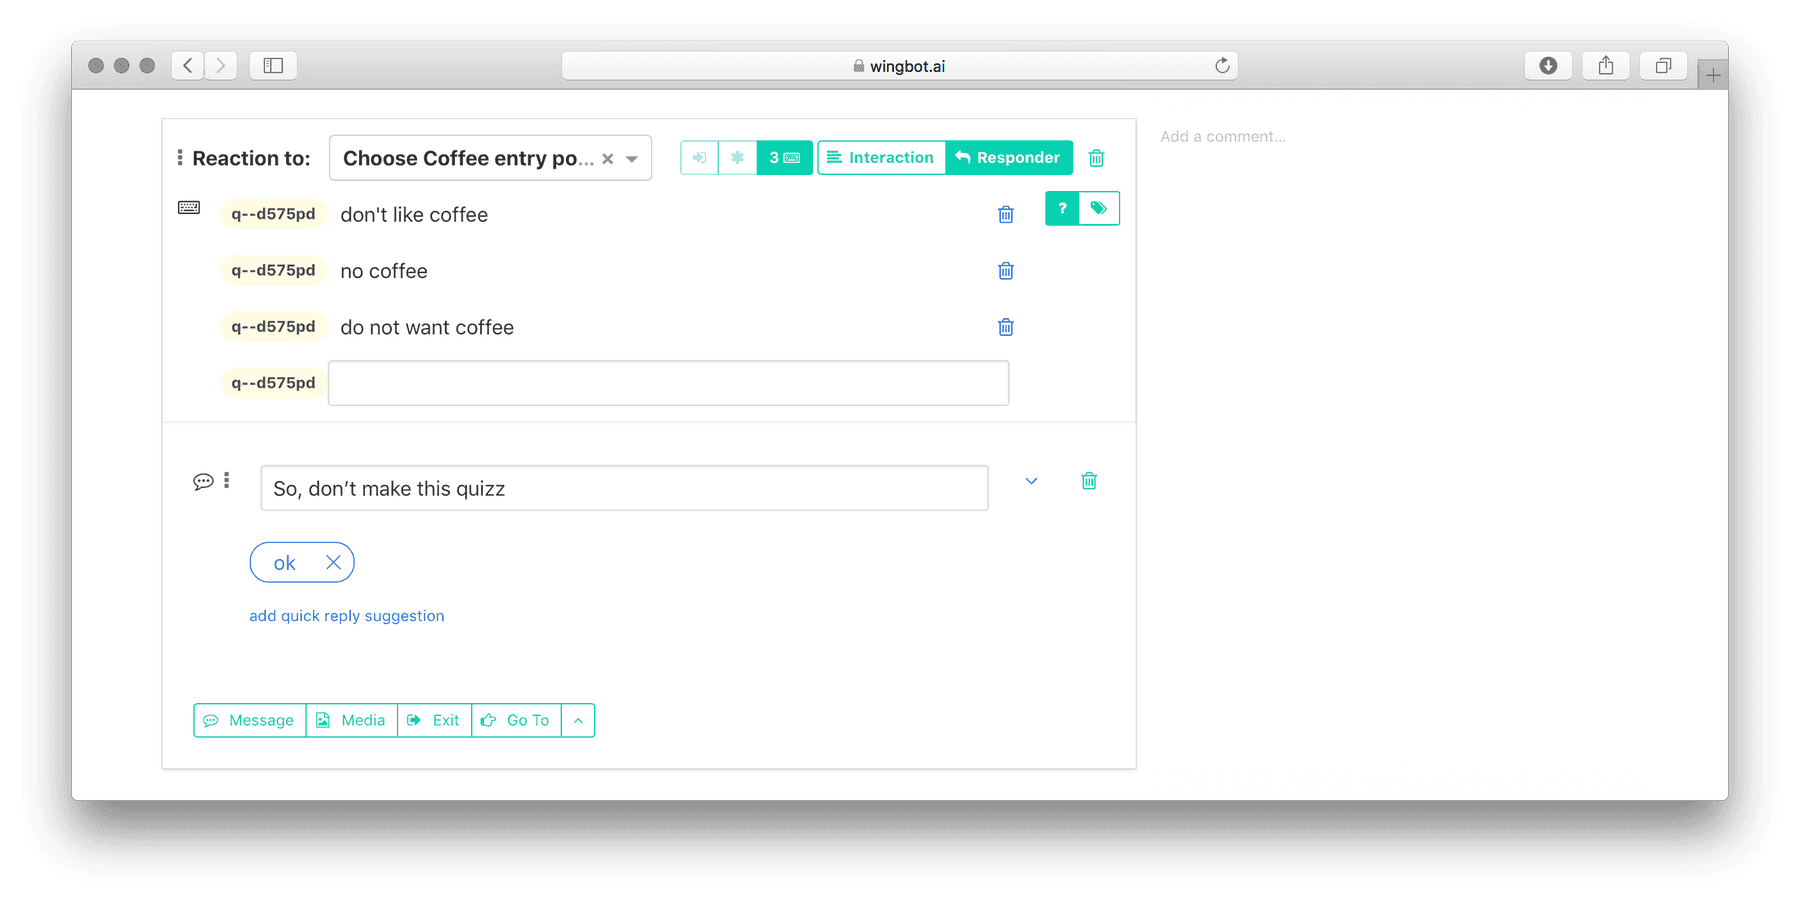 wingbot.ai
Reaction to: Choose Coffee entry po... 3 Interaction Responder
Add a comment...
q--d575pd don't like coffee ?
q--d575pd no coffee
q--d575pd do not want coffee
q--d575pd
So, don’t make this quizz
ok
add quick reply suggestion
Message Media Exit Go To